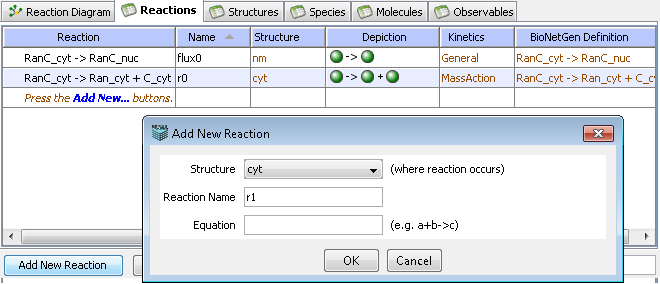 Reaction Diagram Reactions Structures Species Molecules Observables
Reaction Name Structure Depiction Kinetics BioNetGen Definition
RanC_cyt -> RanC_nuc flux0 nm -> General RanC_cyt -> RanC_nuc
RanC_cyt -> Ran_cyt + C_cyt r0 cyt -> + MassAction RanC_cyt -> Ran_cyt + C_cy
Press the Add New... buttons.
Add New Reaction
Structure cyt (where reaction occurs)
Reaction Name r1
Equation (e.g. a+b->c)
OK Cancel
Add New Reaction